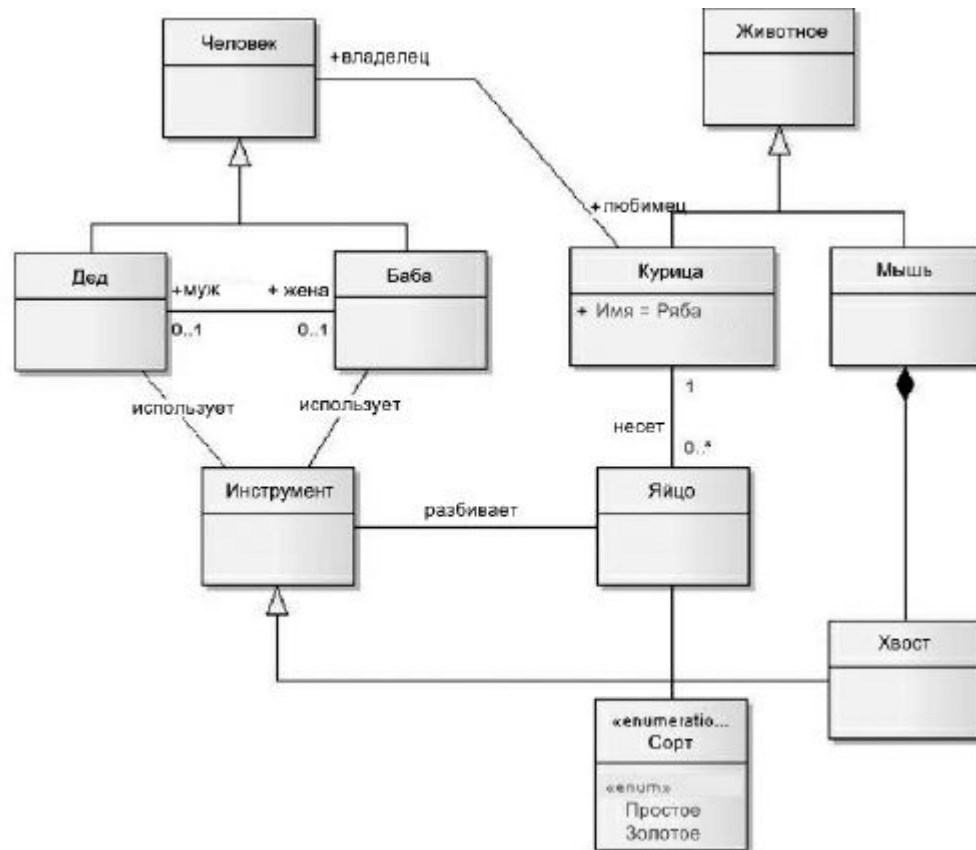 Человек
Животное
+владелец
+любимец
Дед
Баба
Курица
Мышь
+муж
+ жена
+ Имя = Ряба
0..1
0..1
использует
использует
1
несет
0..*
Инструмент
Яйцо
разбивает
Хвост
«enumeratio...
Сорт
«enum»
Простое
Золотое